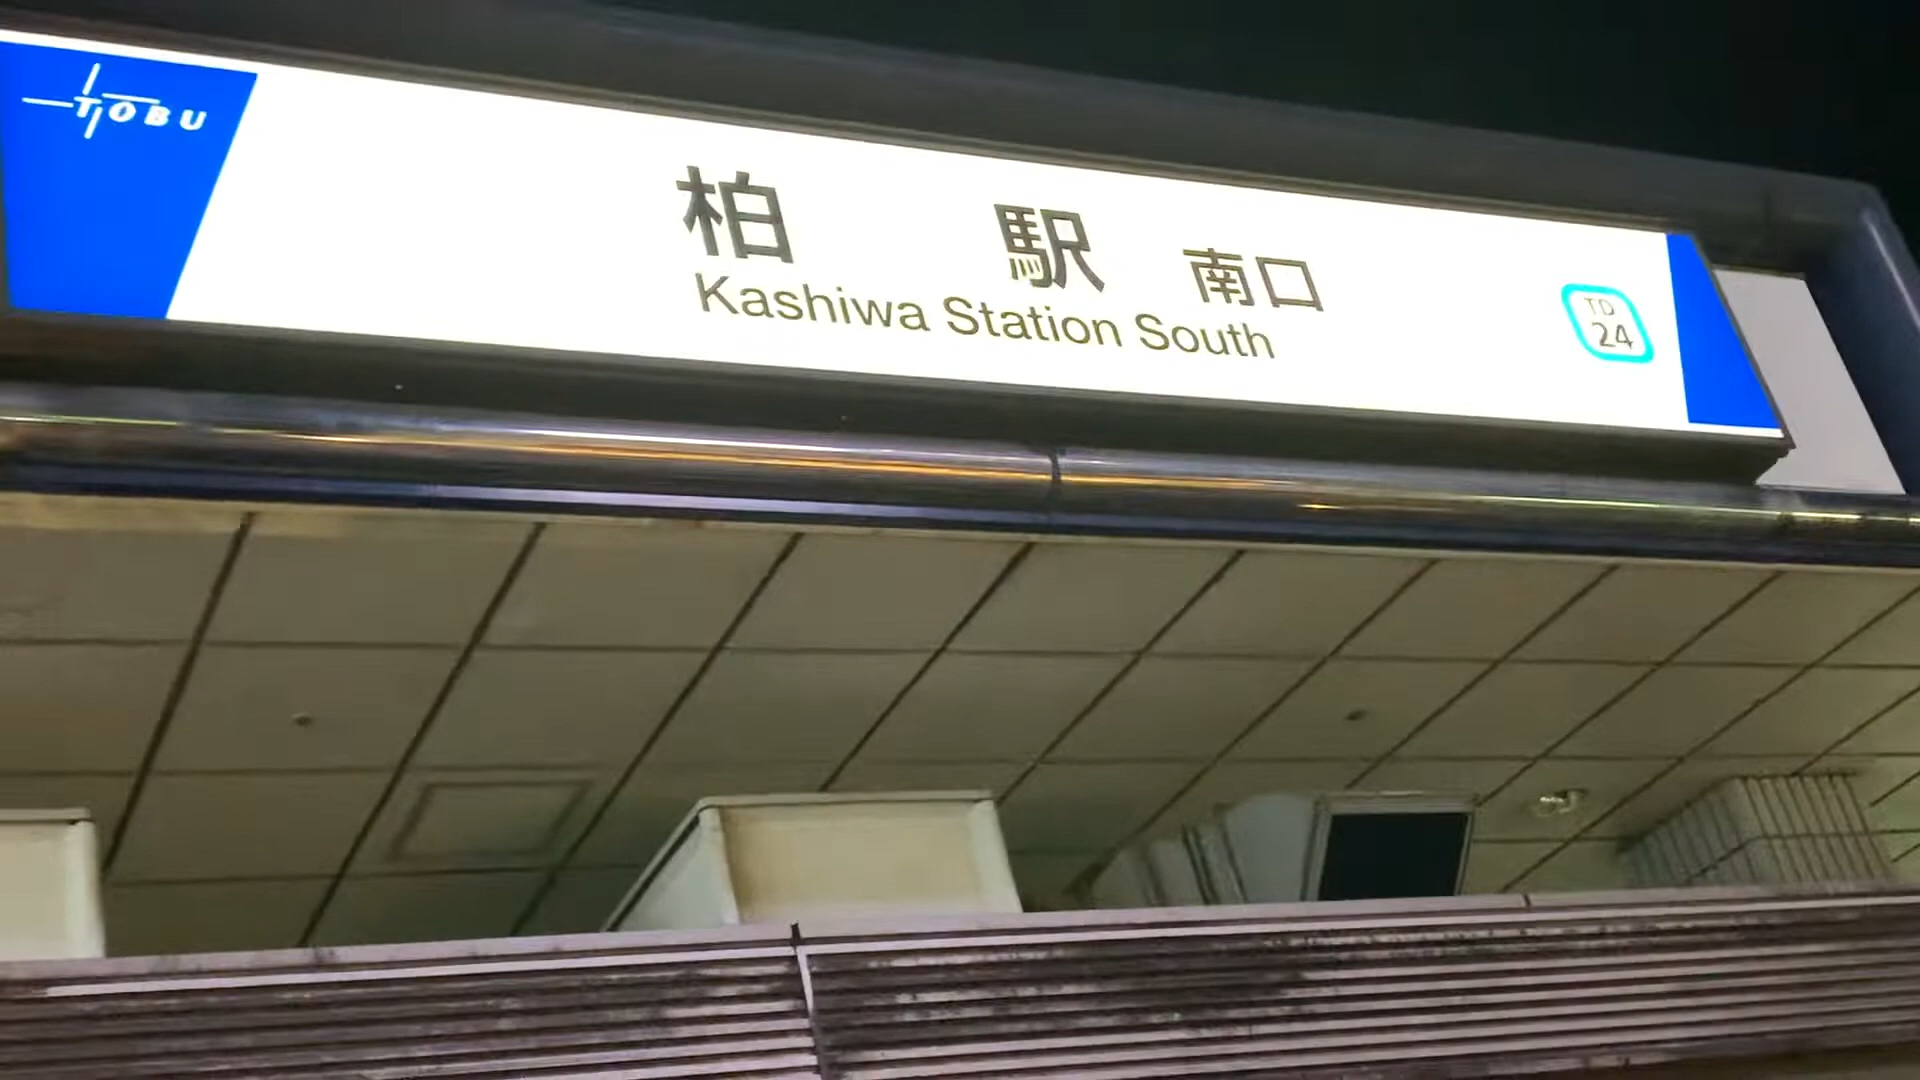 TOBU
柏 駅 南口
Kashiwa Station South
TD
24